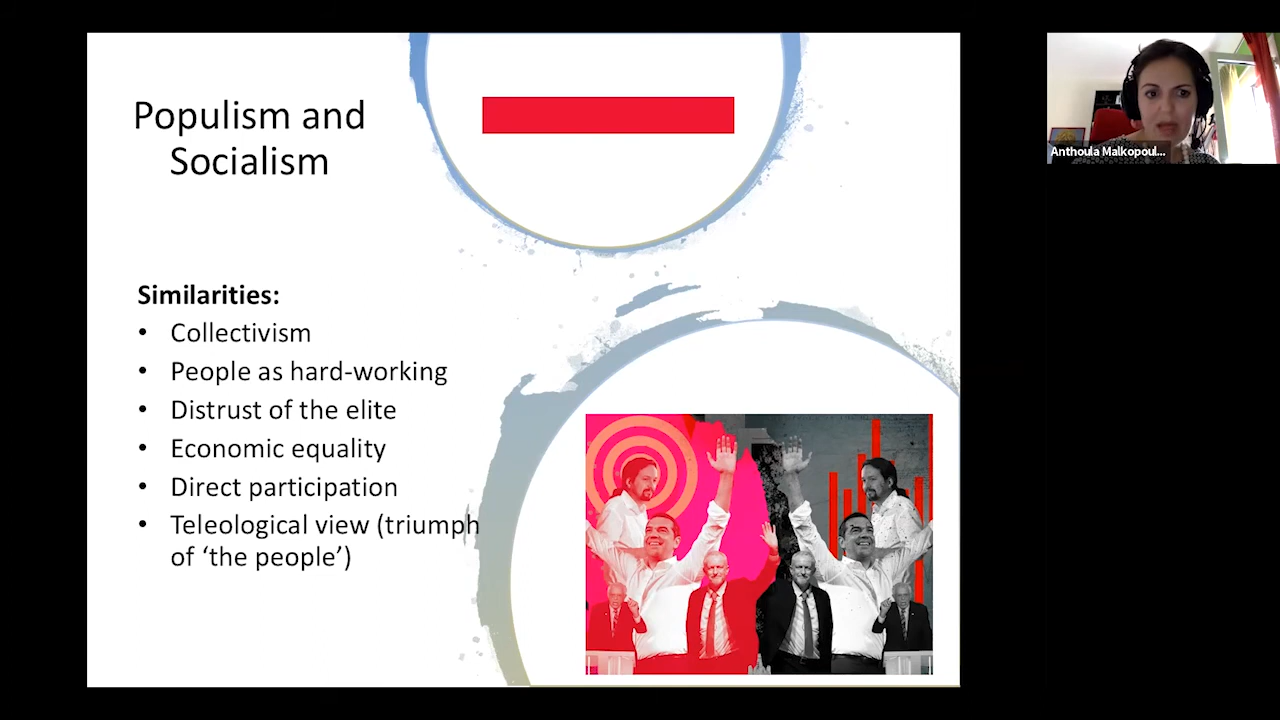 Populism and
Socialism
Similarities:
• Collectivism
• People as hard-working
• Distrust of the elite
• Economic equality
• Direct participation
• Teleological view (triumph
of ‘the people’)
Anthoula Malkopoul...